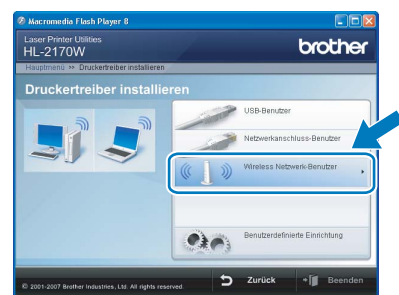 Macromedia Flash Player 8
Laser Printer Utilities
HL-2170W
brother
Hauptmenü ›› Druckertreiber installieren
Druckertreiber installieren
USB-Benutzer
Netzwerkanschluss-Benutzer
Wireless Netzwerk-Benutzer
Benutzerdefinierte Einrichtung
© 2001-2007 Brother Industries, Ltd. All rights reserved.
Zurück
Beenden